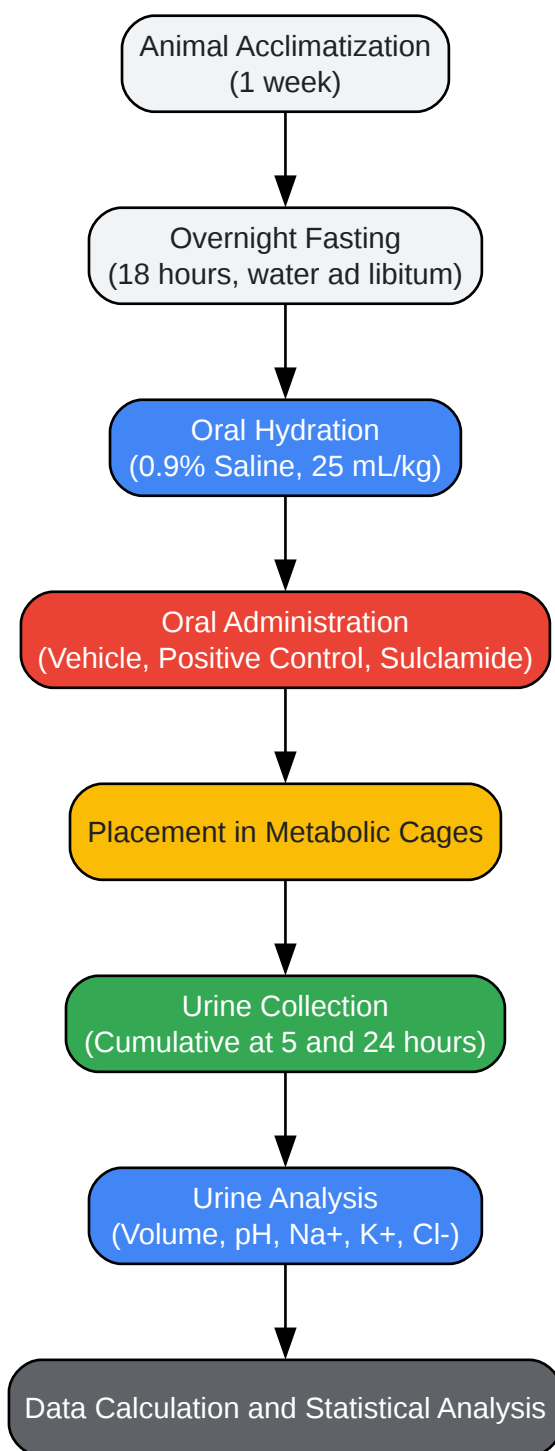 Animal Acclimatization
(1 week)
Overnight Fasting
(18 hours, water ad libitum)
Oral Hydration
(0.9% Saline, 25 mL/kg)
Oral Administration
(Vehicle, Positive Control, Sulclamide)
Placement in Metabolic Cages
Urine Collection
(Cumulative at 5 and 24 hours)
Urine Analysis
(Volume, pH, Na+, K+, Cl-)
Data Calculation and Statistical Analysis